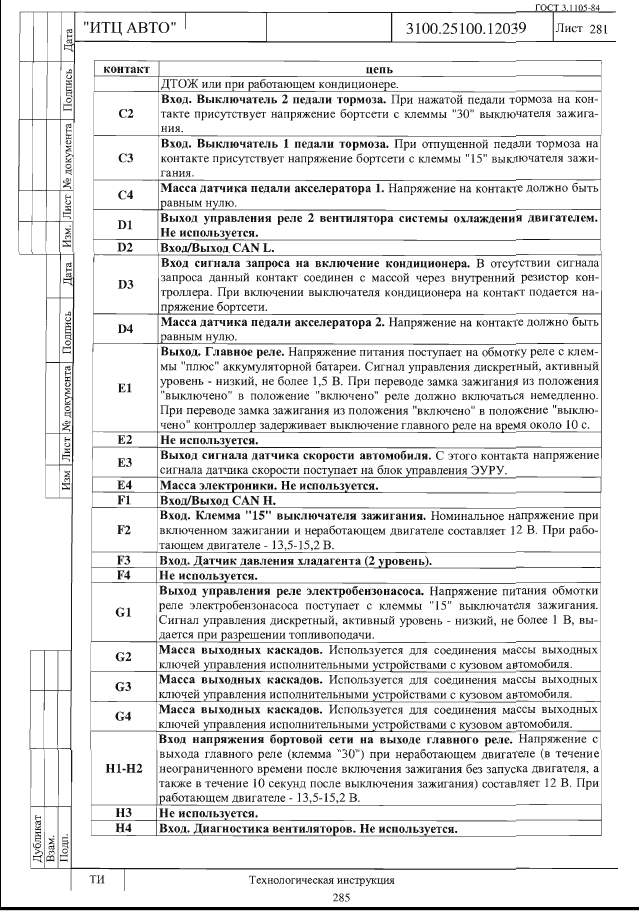 ГОСТ 3.1105-84
"ИТЦ АВТО"
3100.25100.12039
Лист 281
контакт цепь
ДТОЖ или при работающем кондиционере.
C2 Вход. Выключатель 2 педали тормоза. При нажатой педали тормоза на кон-
такте присутствует напряжение бортсети с клеммы "30" выключателя зажига-
ния.
C3 Вход. Выключатель 1 педали тормоза. При отпущенной педали тормоза на
контакте присутствует напряжение бортсети с клеммы "15" выключателя зажи-
гания.
C4 Масса датчика педали акселератора 1. Напряжение на контакте должно быть
равным нулю.
D1 Выход управления реле 2 вентилятора системы охлаждения двигателем.
Не используется.
D2 Вход/Выход CAN L.
D3 Вход сигнала запроса на включение кондиционера. В отсутствии сигнала
запроса данный контакт соединен с массой через внутренний резистор кон-
троллера. При включении выключателя кондиционера на контакт подается на-
пряжение бортсети.
D4 Масса датчика педали акселератора 2. Напряжение на контакте должно быть
равным нулю.
E1 Выход. Главное реле. Напряжение питания поступает на обмотку реле с клем-
мы "плюс" аккумуляторной батареи. Сигнал управления дискретный, активный
уровень - низкий, не более 1,5 В. При переводе замка зажигания из положения
"выключено" в положение "включено" реле должно включаться немедленно.
При переводе замка зажигания из положения "включено" в положение "выклю-
чено" контроллер задерживает выключение главного реле на время около 10 с.
E2 Не используется.
E3 Выход сигнала датчика скорости автомобиля. С этого контакта напряжение
сигнала датчика скорости поступает на блок управления ЭУРУ.
E4 Масса электроники. Не используется.
F1 Вход/Выход CAN H.
F2 Вход. Клемма "15" выключателя зажигания. Номинальное напряжение при
включенном зажигании и неработающем двигателе составляет 12 В. При рабо-
тающем двигателе - 13,5-15,2 В.
F3 Вход. Датчик давления хладагента (2 уровень).
F4 Не используется.
G1 Выход управления реле электробензонасоса. Напряжение питания обмотки
реле электробензонасоса поступает с клеммы "15" выключателя зажигания.
Сигнал управления дискретный, активный уровень - низкий, не более 1 В, вы-
дается при разрешении топливоподачи.
G2 Масса выходных каскадов. Используется для соединения массы выходных
ключей управления исполнительными устройствами с кузовом автомобиля.
G3 Масса выходных каскадов. Используется для соединения массы выходных
ключей управления исполнительными устройствами с кузовом автомобиля.
G4 Масса выходных каскадов. Используется для соединения массы выходных
ключей управления исполнительными устройствами с кузовом автомобиля.
H1-H2 Вход напряжения бортовой сети на выходе главного реле. Напряжение с
выхода главного реле (клемма "30") при неработающем двигателе (в течение
неограниченного времени после включения зажигания без запуска двигателя, а
также в течение 10 секунд после выключения зажигания) составляет 12 В. При
работающем двигателе - 13,5-15,2 В.
H3 Не используется.
H4 Вход. Диагностика вентиляторов. Не используется.
Дата
Подпись
№ документа
Лист
Изм.
Дата
Подпись
№ документа
Лист
Изм
Дубликат
Взам.
Подп.
ТИ
Технологическая инструкция
285